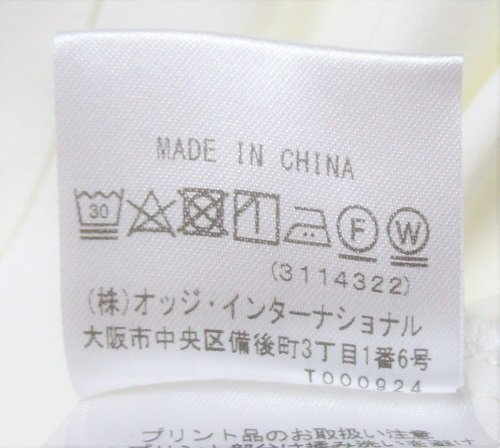 MADE IN CHINA
30 F W
(3114322)
(株)オッジ・インターナショナル
大阪市中央区備後町3丁目1番6号
T000924
プリント品のお取扱い注意